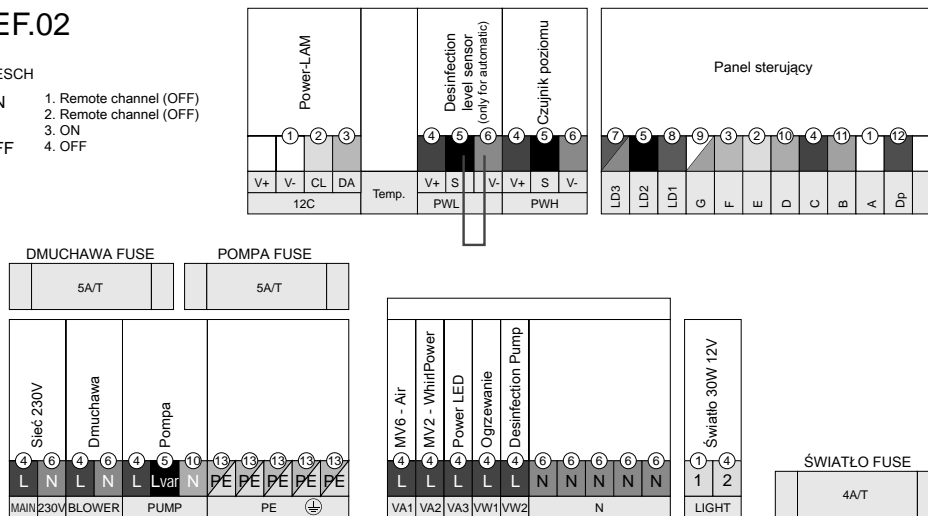 EF.02
ESCH
N
1. Remote channel (OFF)
2. Remote channel (OFF)
3. ON
FF
4. OFF
Power-LAM
Desinfection
level sensor
(only for automatic)
Czujnik poziomu
1 2 3 4 5 6 4 5 6
V+ V- CL DA Temp. V+ S V- V+ S V-
12C PWL PWH
Panel sterujący
7 5 8 9 3 2 10 4 11 1 12
LD3 LD2 LD1 G F E D C B A Dp
DMUCHAWA FUSE
5A/T
POMPA FUSE
5A/T
Sieć 230V
Dmuchawa
Pompa
4 6 4 6 4 5 10 13 13 13 13 13
L N L N L Lvar N PE PE PE PE PE
MAIN 230V BLOWER PUMP PE
MV6 - Air
MV2 - WhirlPower
Power LED
Ogrzewanie
Desinfection Pump
4 4 4 4 4 6 6 6 6 6
L L L L L N N N N N
VA1 VA2 VA3 VW1 VW2 N
Światło 30W 12V
1 4
1 2
LIGHT
ŚWIATŁO FUSE
4A/T